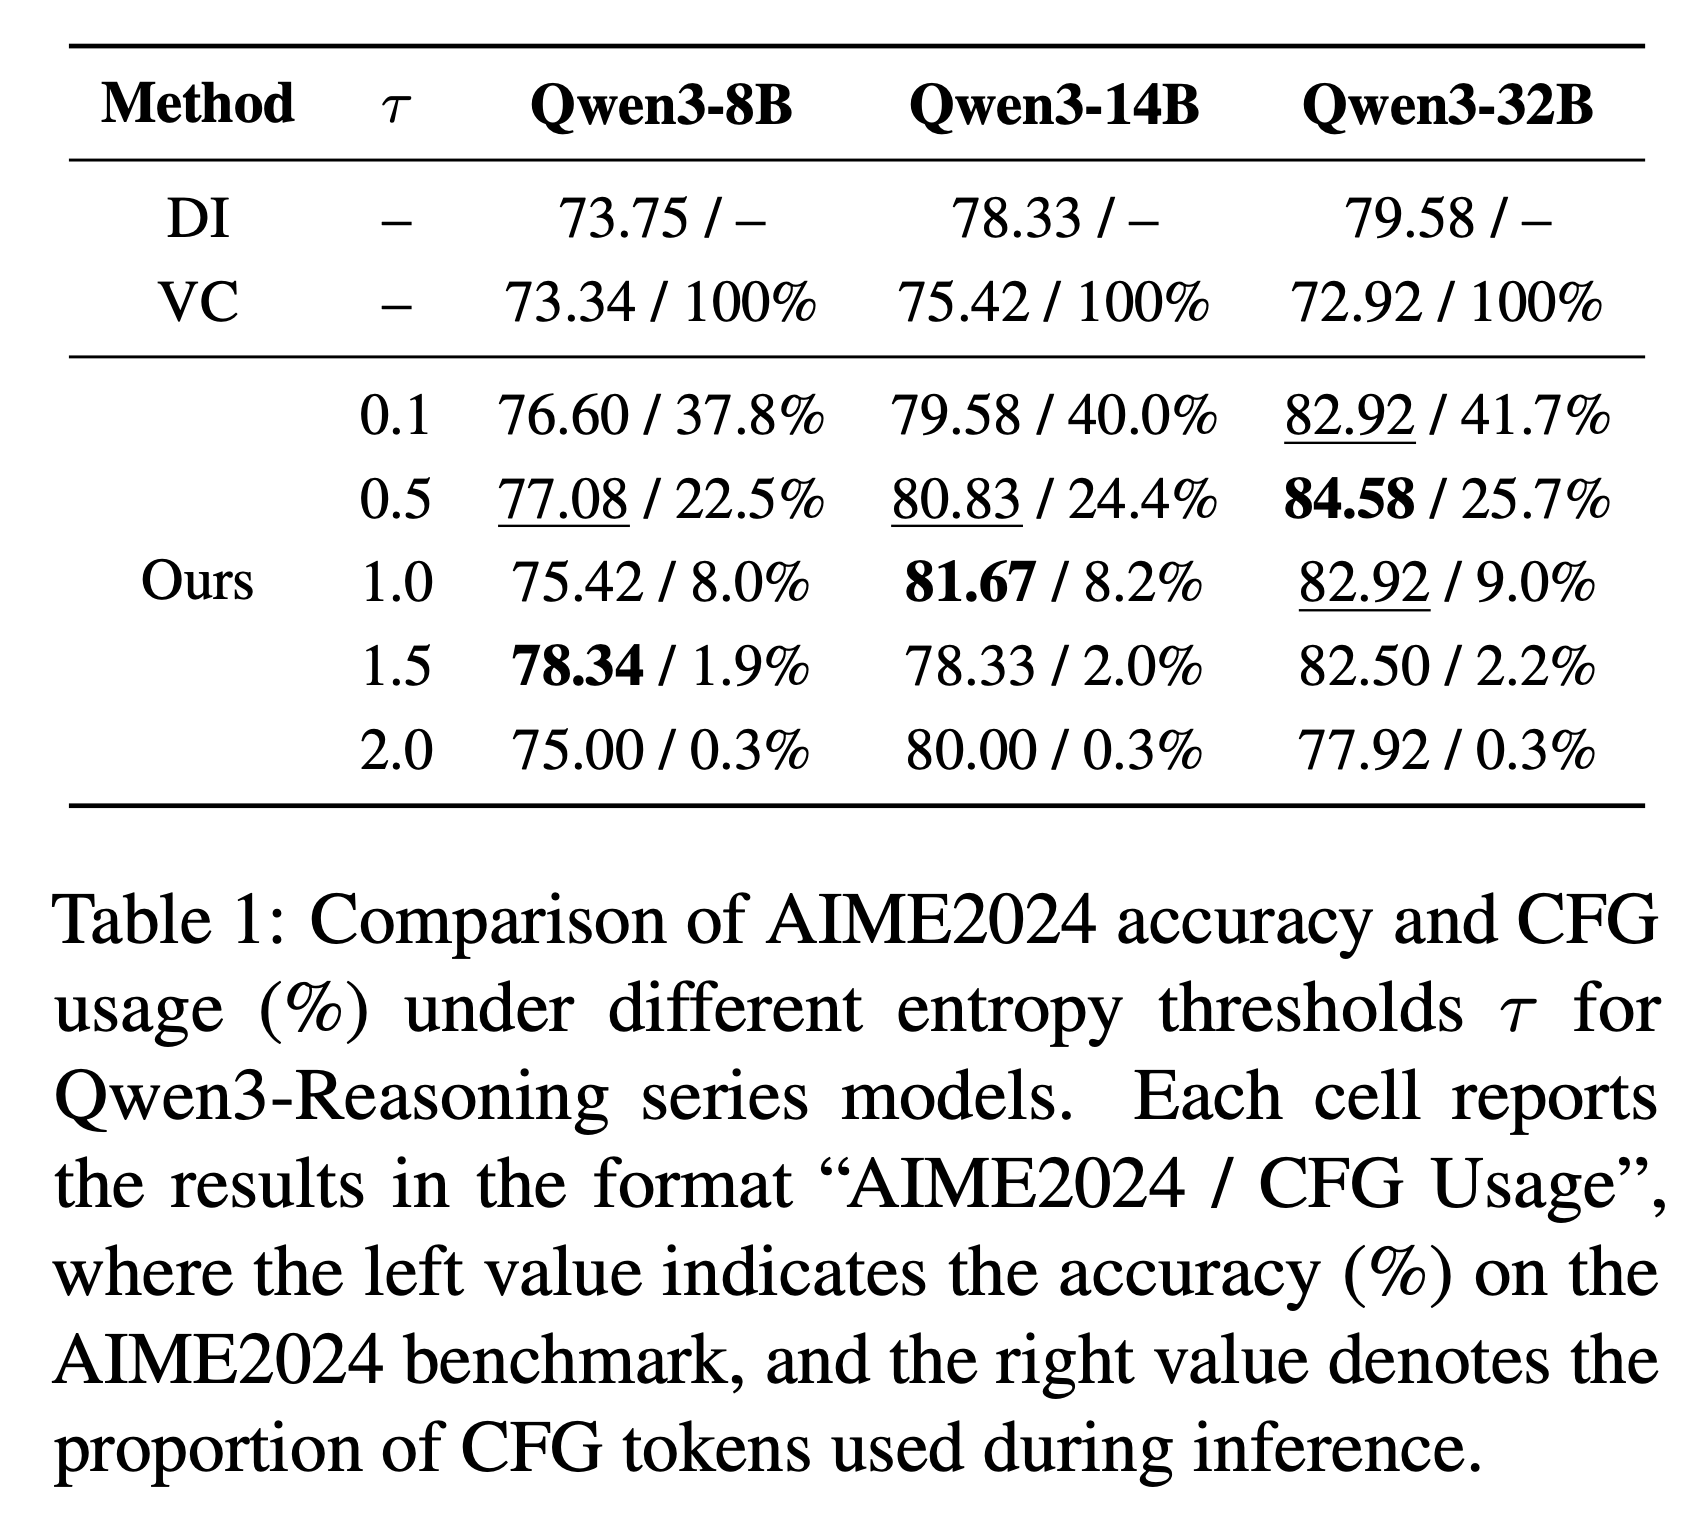 Method τ Qwen3-8B Qwen3-14B Qwen3-32B
DI – 73.75 / – 78.33 / – 79.58 / –
VC – 73.34 / 100% 75.42 / 100% 72.92 / 100%
0.1 76.60 / 37.8% 79.58 / 40.0% 82.92 / 41.7%
0.5 77.08 / 22.5% 80.83 / 24.4% 84.58 / 25.7%
Ours 1.0 75.42 / 8.0% 81.67 / 8.2% 82.92 / 9.0%
1.5 78.34 / 1.9% 78.33 / 2.0% 82.50 / 2.2%
2.0 75.00 / 0.3% 80.00 / 0.3% 77.92 / 0.3%
Table 1: Comparison of AIME2024 accuracy and CFG
usage (%) under different entropy thresholds τ for
Qwen3-Reasoning series models. Each cell reports
the results in the format “AIME2024 / CFG Usage”,
where the left value indicates the accuracy (%) on the
AIME2024 benchmark, and the right value denotes the
proportion of CFG tokens used during inference.